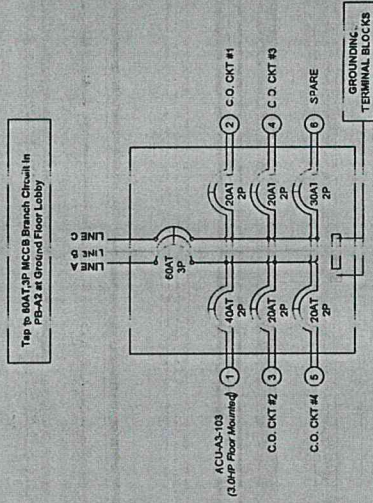 Tap to 60AT,3P MCCB Branch Circuit in
PB-A2 at Ground Floor Lobby
LINE A
LINE B
LINE C
60AT
3P
ACU-A3-103
(3.0HP Floor Mounted)
1
40AT
2P
20AT
2P
2
C.O. CKT #1
C.O. CKT #2
3
20AT
2P
20AT
2P
4
C.O. CKT #3
C.O. CKT #4
5
20AT
2P
30AT
2P
6
SPARE
GROUNDING
TERMINAL BLOCKS